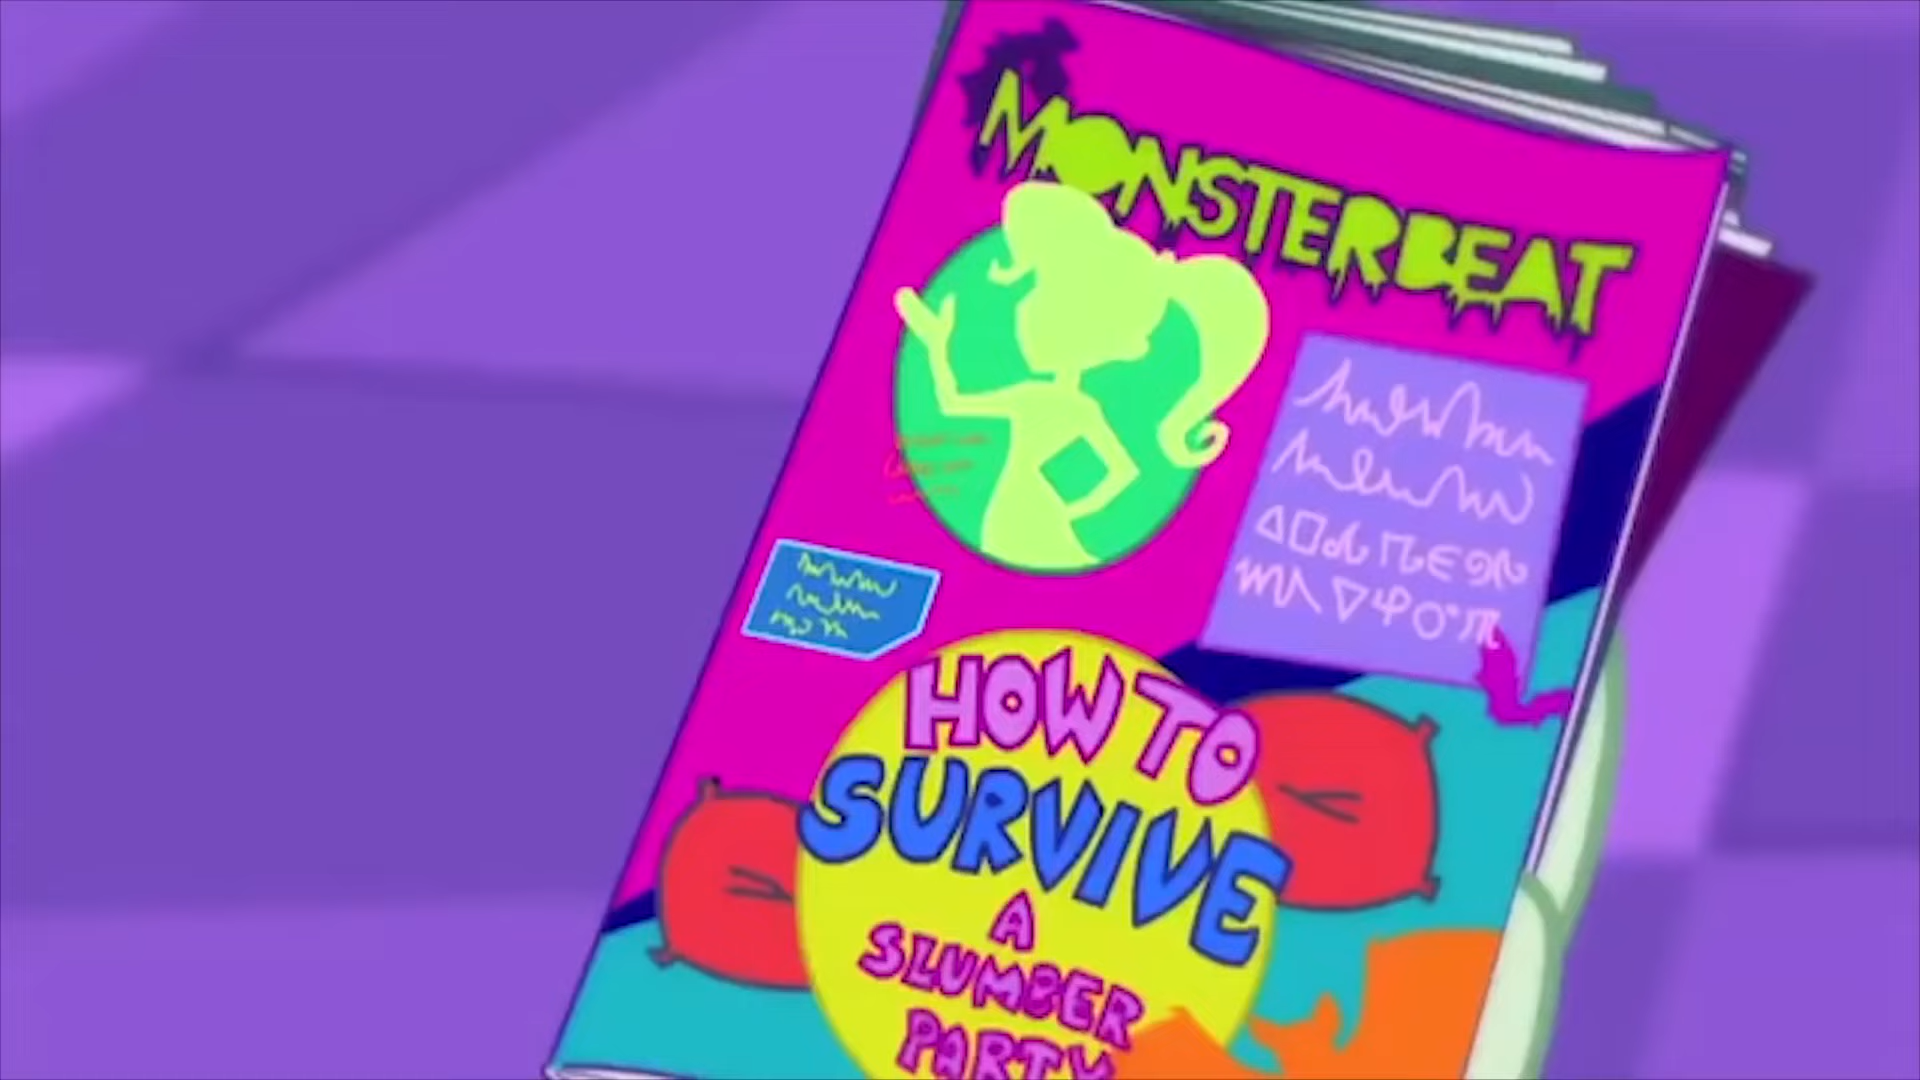 MONSTERBEAT
HOW TO
SURVIVE
A
SLUMBER
PARTY